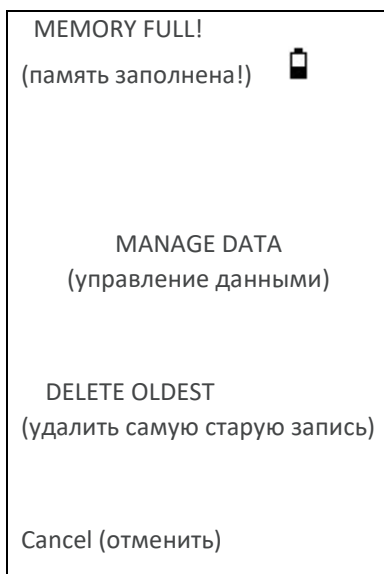 MEMORY FULL!
(память заполнена!)
MANAGE DATA
(управление данными)
DELETE OLDEST
(удалить самую старую запись)
Cancel (отменить)